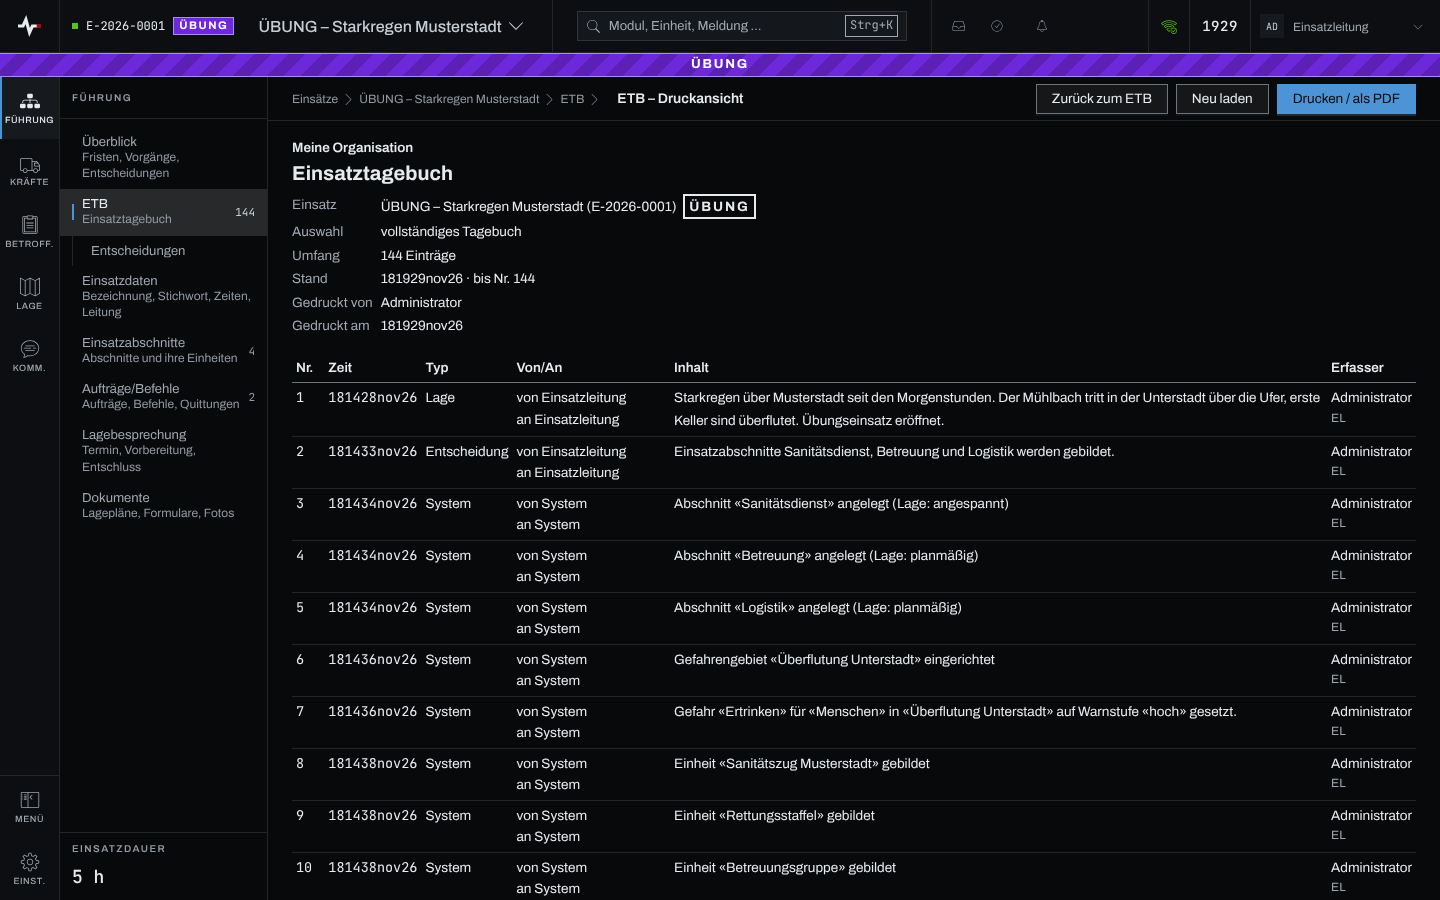 E-2026-0001 ÜBUNG ÜBUNG – Starkregen Musterstadt
Modul, Einheit, Meldung ... Strg+K
1929 AD Einsatzleitung
ÜBUNG
FÜHRUNG
KRÄFTE
BETROFF.
LAGE
KOMM.
MENÜ
EINST.
FÜHRUNG
Überblick
Fristen, Vorgänge,
Entscheidungen
ETB
Einsatztagebuch
144
Entscheidungen
Einsatzdaten
Bezeichnung, Stichwort, Zeiten,
Leitung
Einsatzabschnitte
Abschnitte und ihre Einheiten
4
Aufträge/Befehle
Aufträge, Befehle, Quittungen
2
Lagebesprechung
Termin, Vorbereitung,
Entschluss
Dokumente
Lagepläne, Formulare, Fotos
EINSATZDAUER
5 h
Einsätze ÜBUNG – Starkregen Musterstadt ETB ETB – Druckansicht
Zurück zum ETB Neu laden Drucken / als PDF
Meine Organisation
Einsatztagebuch
Einsatz ÜBUNG – Starkregen Musterstadt (E-2026-0001) ÜBUNG
Auswahl vollständiges Tagebuch
Umfang 144 Einträge
Stand 181929nov26 · bis Nr. 144
Gedruckt von Administrator
Gedruckt am 181929nov26
Nr. Zeit Typ Von/An Inhalt Erfasser
1 181428nov26 Lage von Einsatzleitung Starkregen über Musterstadt seit den Morgenstunden. Der Mühlbach tritt in der Unterstadt über die Ufer, erste Administrator
an Einsatzleitung Keller sind überflutet. Übungseinsatz eröffnet. EL
2 181433nov26 Entscheidung von Einsatzleitung Einsatzabschnitte Sanitätsdienst, Betreuung und Logistik werden gebildet. Administrator
an Einsatzleitung EL
3 181434nov26 System von System Abschnitt «Sanitätsdienst» angelegt (Lage: angespannt) Administrator
an System EL
4 181434nov26 System von System Abschnitt «Betreuung» angelegt (Lage: planmäßig) Administrator
an System EL
5 181434nov26 System von System Abschnitt «Logistik» angelegt (Lage: planmäßig) Administrator
an System EL
6 181436nov26 System von System Gefahrengebiet «Überflutung Unterstadt» eingerichtet Administrator
an System EL
7 181436nov26 System von System Gefahr «Ertrinken» für «Menschen» in «Überflutung Unterstadt» auf Warnstufe «hoch» gesetzt. Administrator
an System EL
8 181438nov26 System von System Einheit «Sanitätszug Musterstadt» gebildet Administrator
an System EL
9 181438nov26 System von System Einheit «Rettungsstaffel» gebildet Administrator
an System EL
10 181438nov26 System von System Einheit «Betreuungsgruppe» gebildet Administrator
an System EL